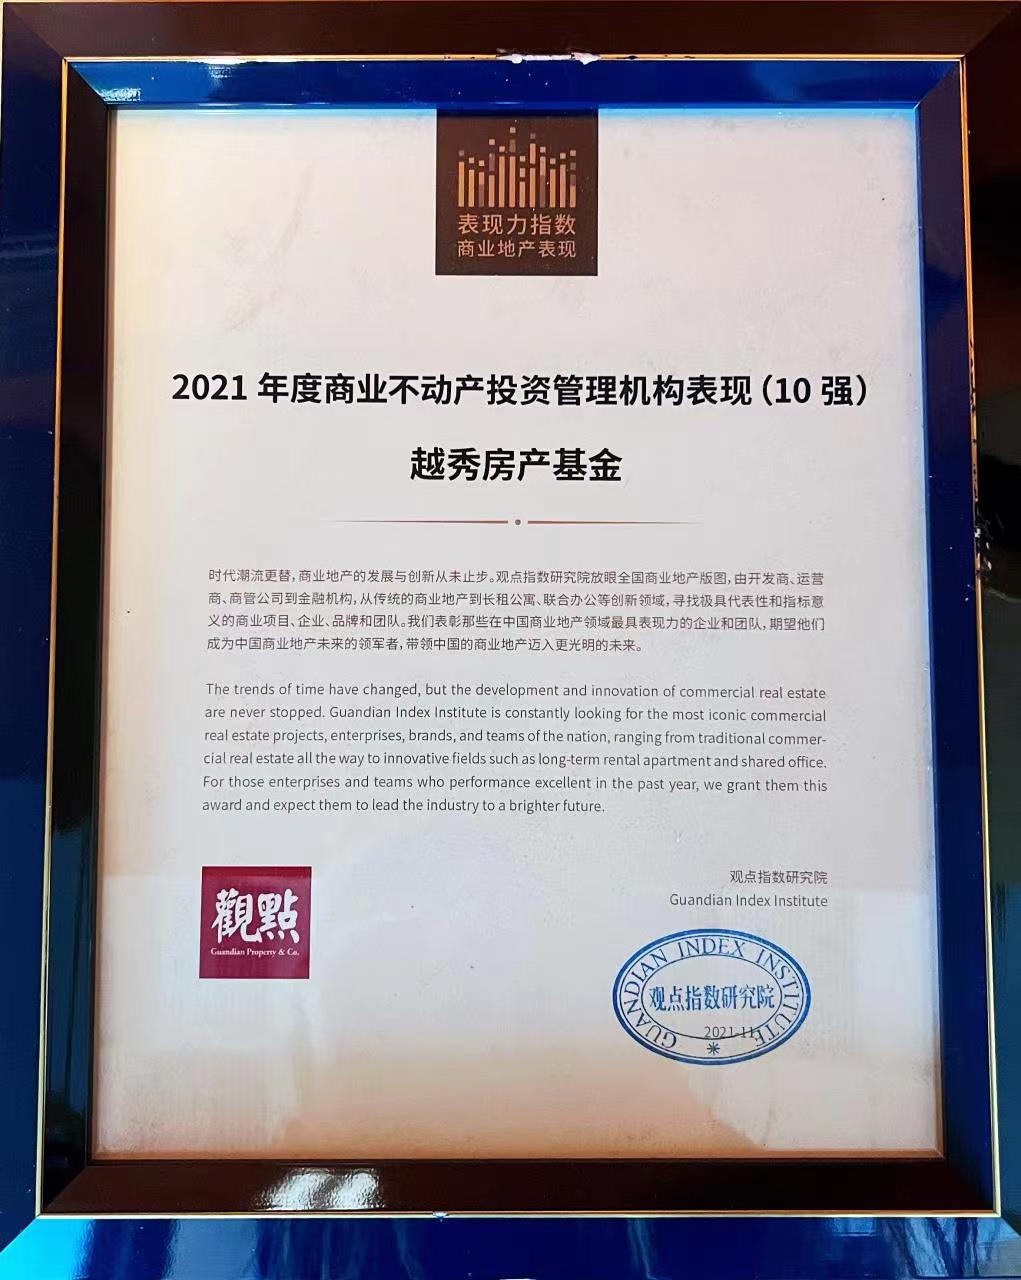 表现力指数
商业地产表现
2021 年度商业不动产投资管理机构表现（10 强）
越秀房产基金
时代潮流更替，商业地产的发展与创新从未止步。观点指数研究院放眼全国商业地产版图，由开发商、运营
商、商管公司到金融机构，从传统的商业地产到长租公寓、联合办公等创新领域，寻找极具代表性和指标意
义的商业项目、企业、品牌和团队。我们表彰那些在中国商业地产领域最具表现力的企业和团队，期望他们
成为中国商业地产未来的领军者，带领中国的商业地产迈入更光明的未来。
The trends of time have changed, but the development and innovation of commercial real estate
are never stopped. Guandian Index Institute is constantly looking for the most iconic commercial
real estate projects, enterprises, brands, and teams of the nation, ranging from traditional commer-
cial real estate all the way to innovative fields such as long-term rental apartment and shared office.
For those enterprises and teams who performance excellent in the past year, we grant them this
award and expect them to lead the industry to a brighter future.
觀點
Guandian Property & Co.
观点指数研究院
Guandian Index Institute
GUANDIAN INDEX INSTITUTE
观点指数研究院
2021-11